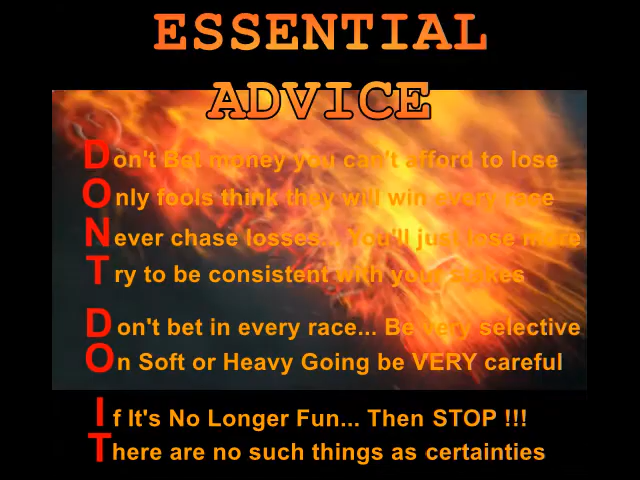 ESSENTIAL
ADVICE
Don't Bet money you can't afford to lose
Only fools think they will win every race
Never chase losses... You'll just lose more
Try to be consistent with your stakes
Don't bet in every race... Be very selective
On Soft or Heavy Going be VERY careful
If It's No Longer Fun... Then STOP !!!
There are no such things as certainties